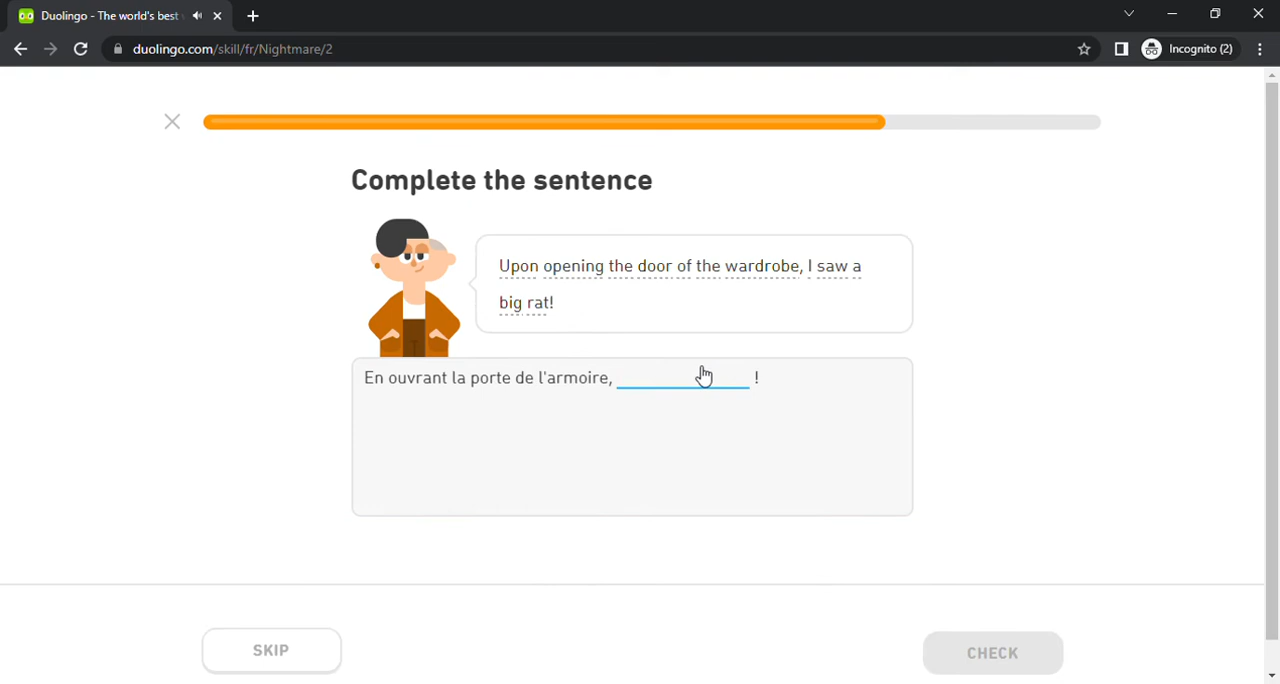 Duolingo - The world's best
duolingo.com/skill/fr/Nightmare/2
Incognito (2)
Complete the sentence
Upon opening the door of the wardrobe, I saw a
big rat!
En ouvrant la porte de l'armoire, !
SKIP
CHECK